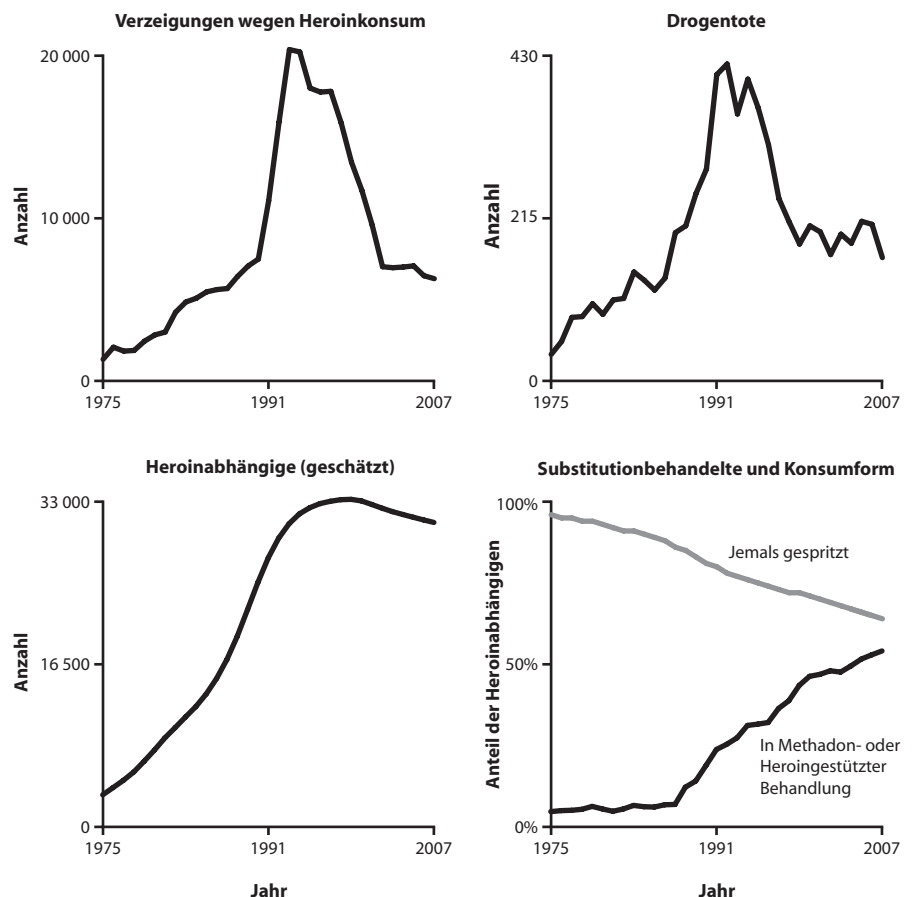 Verzeigungen wegen Heroinkonsum
20 000
10 000
0
Anzahl
1975
1991
2007
Drogentote
430
215
0
Anzahl
1975
1991
2007
Heroinabhängige (geschätzt)
33 000
16 500
0
Anzahl
1975
1991
2007
Jahr
Substitutionbehandelte und Konsumform
100%
50%
0%
Anteil der Heroinabhängigen
Jemals gespritzt
In Methadon- oder
Heroingestützter
Behandlung
1975
1991
2007
Jahr